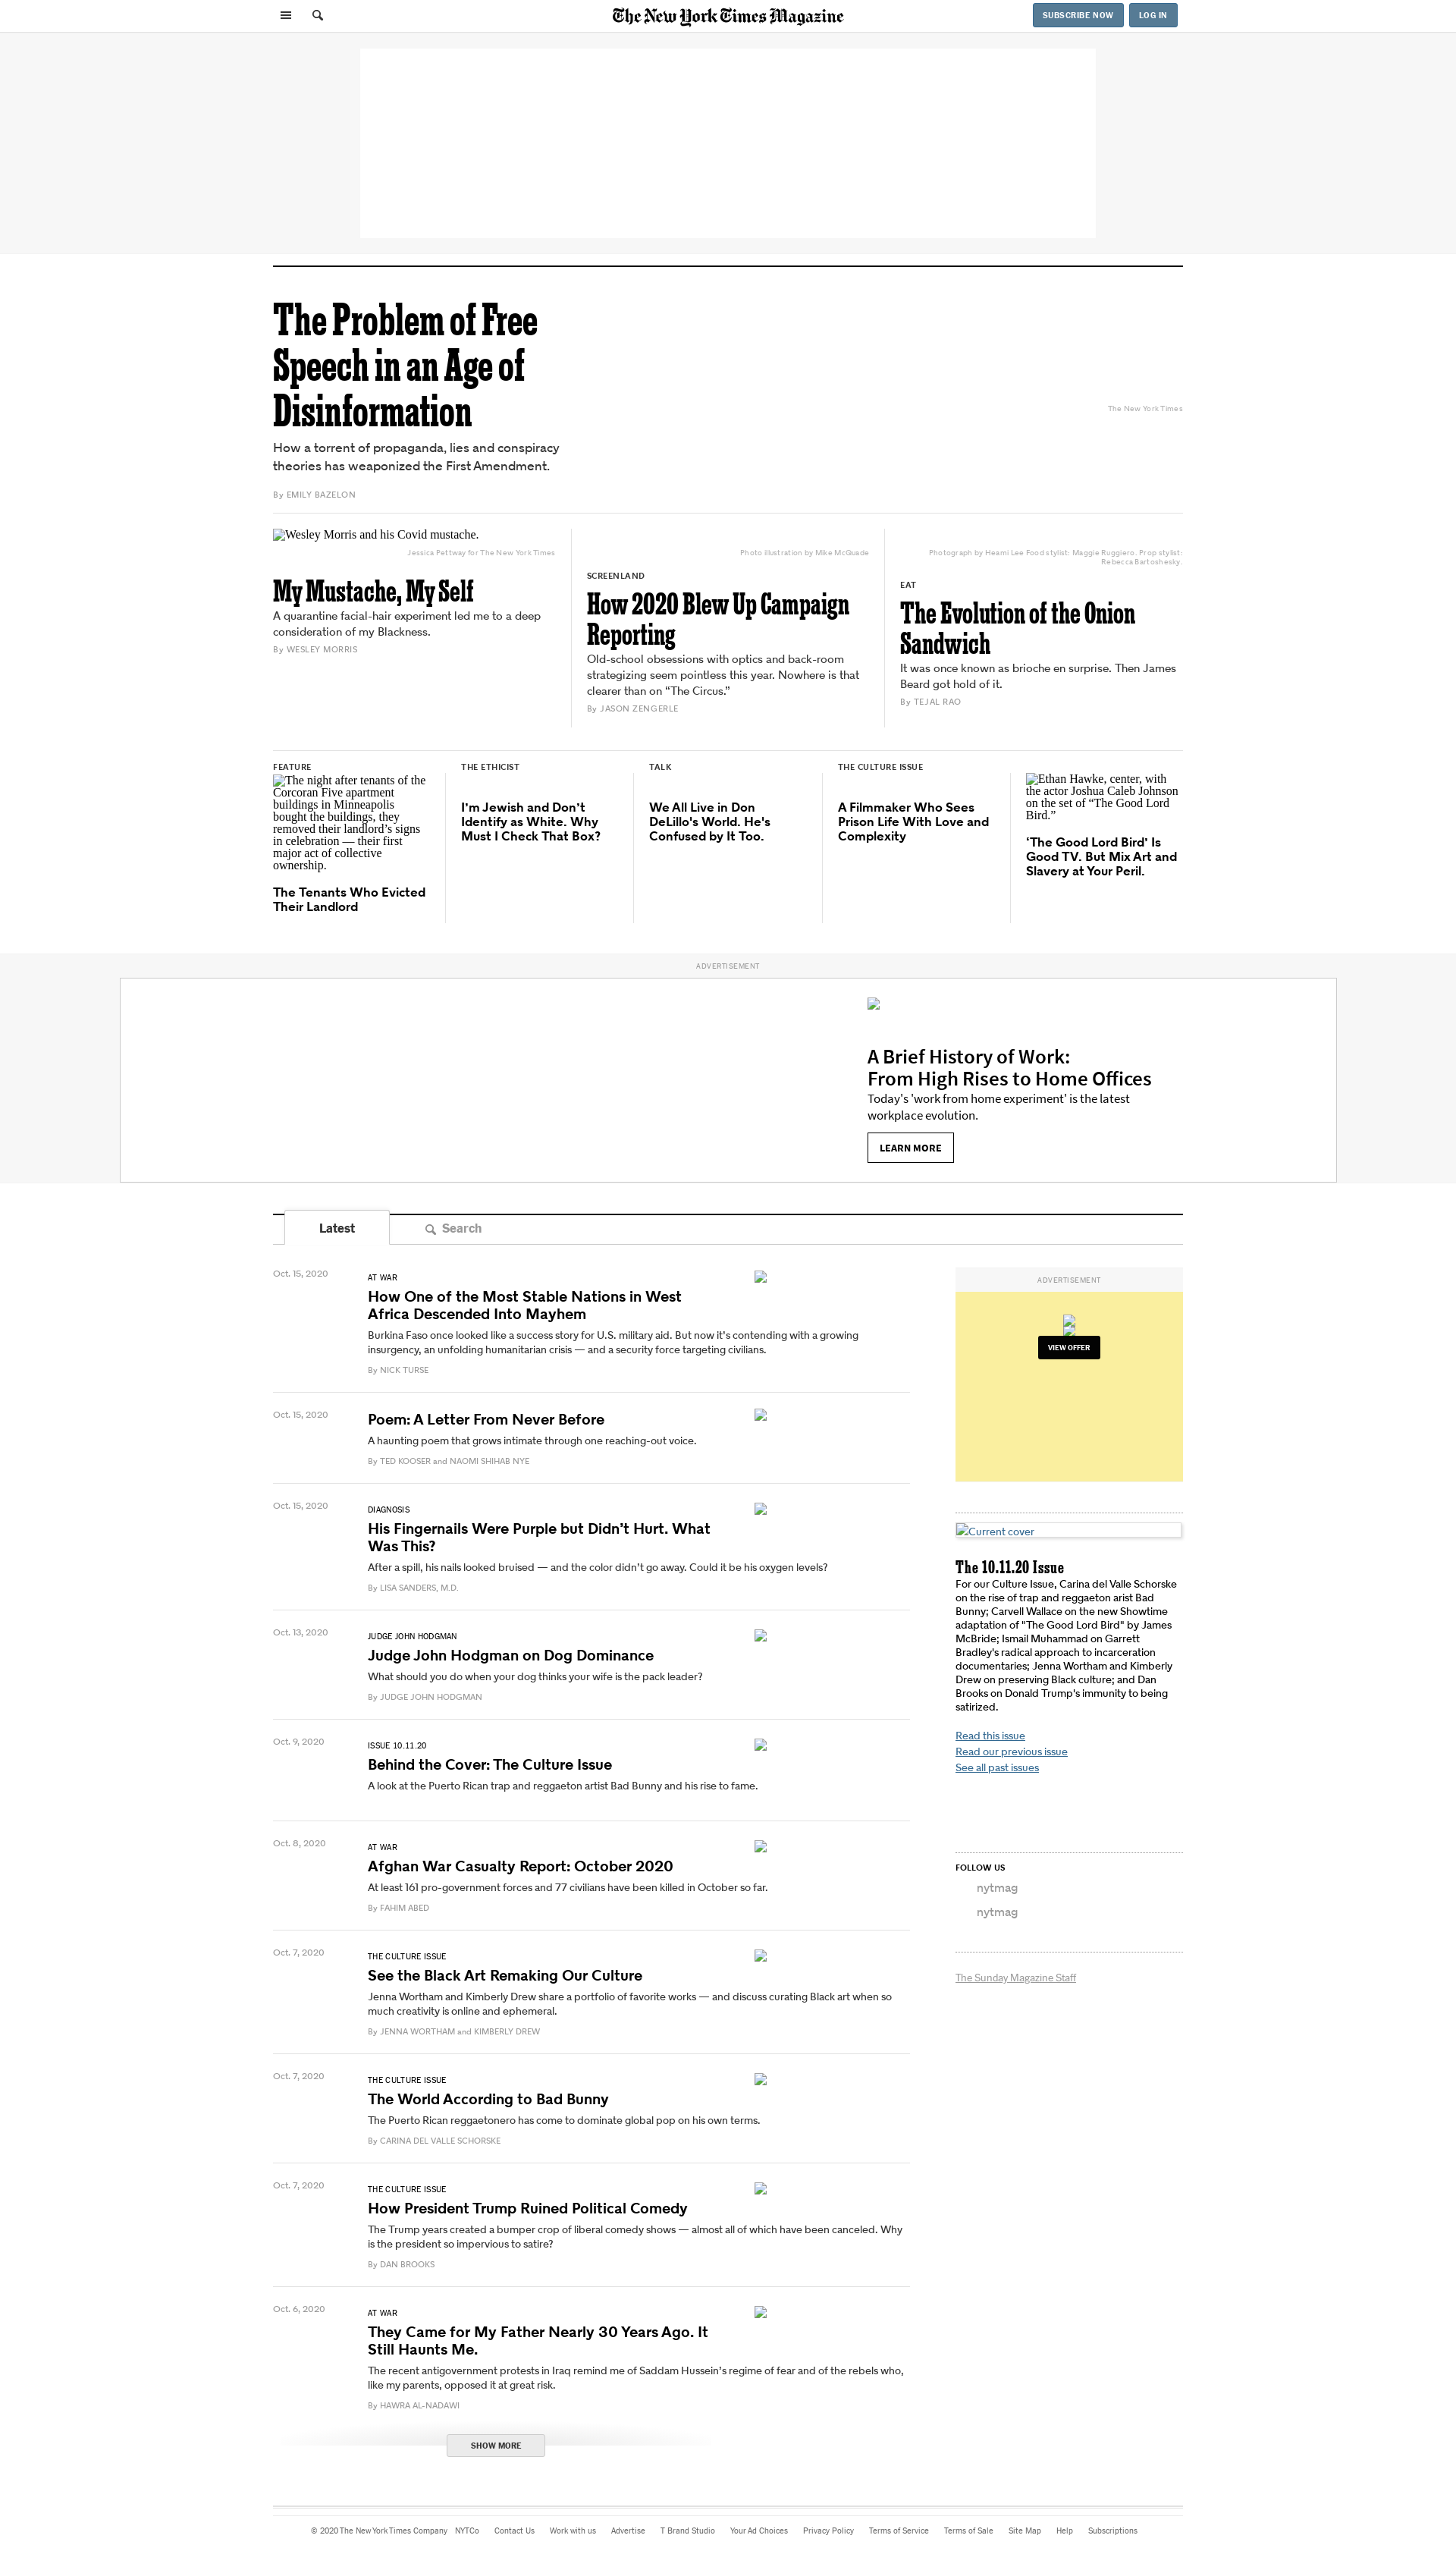 The New York Times Magazine
SUBSCRIBE NOW
LOG IN
The Problem of Free
Speech in an Age of
Disinformation
How a torrent of propaganda, lies and conspiracy
theories has weaponized the First Amendment.
By EMILY BAZELON
The New York Times
Wesley Morris and his Covid mustache.
Jessica Pettway for The New York Times
My Mustache, My Self
A quarantine facial-hair experiment led me to a deep
consideration of my Blackness.
By WESLEY MORRIS
Photo illustration by Mike McQuade
SCREENLAND
How 2020 Blew Up Campaign
Reporting
Old-school obsessions with optics and back-room
strategizing seem pointless this year. Nowhere is that
clearer than on “The Circus.”
By JASON ZENGERLE
Photograph by Heami Lee Food stylist: Maggie Ruggiero. Prop stylist:
Rebecca Bartoshesky.
EAT
The Evolution of the Onion
Sandwich
It was once known as brioche en surprise. Then James
Beard got hold of it.
By TEJAL RAO
FEATURE
The night after tenants of the
Corcoran Five apartment
buildings in Minneapolis
bought the buildings, they
removed their landlord’s signs
in celebration — their first
major act of collective
ownership.
The Tenants Who Evicted
Their Landlord
THE ETHICIST
I’m Jewish and Don’t
Identify as White. Why
Must I Check That Box?
TALK
We All Live in Don
DeLillo's World. He's
Confused by It Too.
THE CULTURE ISSUE
A Filmmaker Who Sees
Prison Life With Love and
Complexity
Ethan Hawke, center, with
the actor Joshua Caleb Johnson
on the set of “The Good Lord
Bird.”
‘The Good Lord Bird’ Is
Good TV. But Mix Art and
Slavery at Your Peril.
ADVERTISEMENT
A Brief History of Work:
From High Rises to Home Offices
Today's 'work from home experiment' is the latest
workplace evolution.
LEARN MORE
Latest
Search
Oct. 15, 2020
AT WAR
How One of the Most Stable Nations in West
Africa Descended Into Mayhem
Burkina Faso once looked like a success story for U.S. military aid. But now it’s contending with a growing
insurgency, an unfolding humanitarian crisis — and a security force targeting civilians.
By NICK TURSE
Oct. 15, 2020
Poem: A Letter From Never Before
A haunting poem that grows intimate through one reaching-out voice.
By TED KOOSER and NAOMI SHIHAB NYE
Oct. 15, 2020
DIAGNOSIS
His Fingernails Were Purple but Didn’t Hurt. What
Was This?
After a spill, his nails looked bruised — and the color didn’t go away. Could it be his oxygen levels?
By LISA SANDERS, M.D.
Oct. 13, 2020
JUDGE JOHN HODGMAN
Judge John Hodgman on Dog Dominance
What should you do when your dog thinks your wife is the pack leader?
By JUDGE JOHN HODGMAN
Oct. 9, 2020
ISSUE 10.11.20
Behind the Cover: The Culture Issue
A look at the Puerto Rican trap and reggaeton artist Bad Bunny and his rise to fame.
Oct. 8, 2020
AT WAR
Afghan War Casualty Report: October 2020
At least 161 pro-government forces and 77 civilians have been killed in October so far.
By FAHIM ABED
Oct. 7, 2020
THE CULTURE ISSUE
See the Black Art Remaking Our Culture
Jenna Wortham and Kimberly Drew share a portfolio of favorite works — and discuss curating Black art when so
much creativity is online and ephemeral.
By JENNA WORTHAM and KIMBERLY DREW
Oct. 7, 2020
THE CULTURE ISSUE
The World According to Bad Bunny
The Puerto Rican reggaetonero has come to dominate global pop on his own terms.
By CARINA DEL VALLE SCHORSKE
Oct. 7, 2020
THE CULTURE ISSUE
How President Trump Ruined Political Comedy
The Trump years created a bumper crop of liberal comedy shows — almost all of which have been canceled. Why
is the president so impervious to satire?
By DAN BROOKS
Oct. 6, 2020
AT WAR
They Came for My Father Nearly 30 Years Ago. It
Still Haunts Me.
The recent antigovernment protests in Iraq remind me of Saddam Hussein’s regime of fear and of the rebels who,
like my parents, opposed it at great risk.
By HAWRA AL-NADAWI
SHOW MORE
ADVERTISEMENT
VIEW OFFER
Current cover
The 10.11.20 Issue
For our Culture Issue, Carina del Valle Schorske
on the rise of trap and reggaeton arist Bad
Bunny; Carvell Wallace on the new Showtime
adaptation of "The Good Lord Bird" by James
McBride; Ismail Muhammad on Garrett
Bradley's radical approach to incarceration
documentaries; Jenna Wortham and Kimberly
Drew on preserving Black culture; and Dan
Brooks on Donald Trump's immunity to being
satirized.
Read this issue
Read our previous issue
See all past issues
FOLLOW US
nytmag
nytmag
The Sunday Magazine Staff
© 2020 The New York Times Company NYTCo Contact Us Work with us Advertise T Brand Studio Your Ad Choices Privacy Policy Terms of Service Terms of Sale Site Map Help Subscriptions